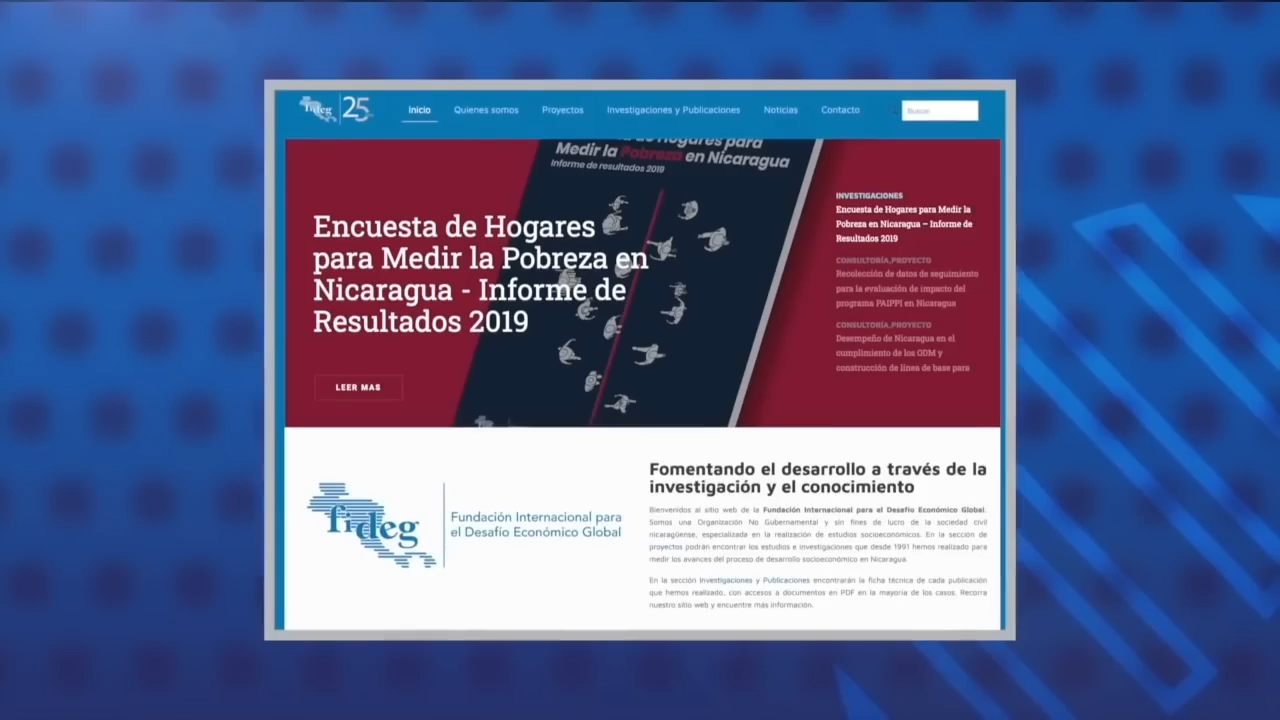 fideg 25
Inicio Quienes somos Proyectos Investigaciones y Publicaciones Noticias Contacto Buscar
de Hogares para
Medir la Pobreza en Nicaragua
Informe de resultados 2019
Encuesta de Hogares
para Medir la Pobreza en
Nicaragua - Informe de
Resultados 2019
LEER MAS
INVESTIGACIONES
Encuesta de Hogares para Medir la
Pobreza en Nicaragua – Informe de
Resultados 2019
CONSULTORÍA,PROYECTO
Recolección de datos de seguimiento
para la evaluación de impacto del
programa PAIPPI en Nicaragua
CONSULTORÍA,PROYECTO
Desempeño de Nicaragua en el
cumplimiento de los ODM y
construcción de línea de base para
fideg
Fundación Internacional para
el Desafío Económico Global
Fomentando el desarrollo a través de la
investigación y el conocimiento
Bienvenidos al sitio web de la Fundación Internacional para el Desafío Económico Global.
Somos una Organización No Gubernamental y sin fines de lucro de la sociedad civil
nicaragüense, especializada en la realización de estudios socioeconómicos. En la sección de
proyectos podrán encontrar los estudios e investigaciones que desde 1991 hemos realizado para
medir los avances del proceso de desarrollo socioeconómico en Nicaragua.
En la sección Investigaciones y Publicaciones encontrarán la ficha técnica de cada publicación
que hemos realizado, con accesos a documentos en PDF en la mayoría de los casos. Recorra
nuestro sitio web y encuentre más información.